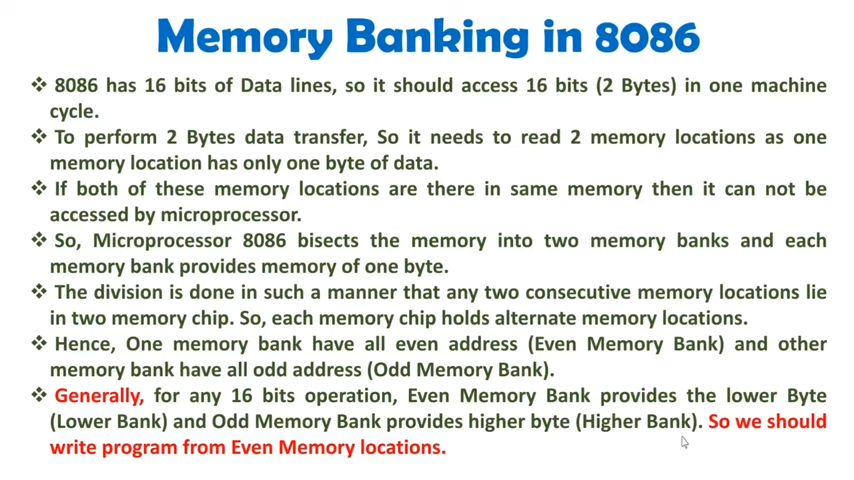 Memory Banking in 8086
❖ 8086 has 16 bits of Data lines, so it should access 16 bits (2 Bytes) in one machine
cycle.
❖ To perform 2 Bytes data transfer, So it needs to read 2 memory locations as one
memory location has only one byte of data.
❖ If both of these memory locations are there in same memory then it can not be
accessed by microprocessor.
❖ So, Microprocessor 8086 bisects the memory into two memory banks and each
memory bank provides memory of one byte.
❖ The division is done in such a manner that any two consecutive memory locations lie
in two memory chip. So, each memory chip holds alternate memory locations.
❖ Hence, One memory bank have all even address (Even Memory Bank) and other
memory bank have all odd address (Odd Memory Bank).
❖ Generally, for any 16 bits operation, Even Memory Bank provides the lower Byte
(Lower Bank) and Odd Memory Bank provides higher byte (Higher Bank). So we should
write program from Even Memory locations.